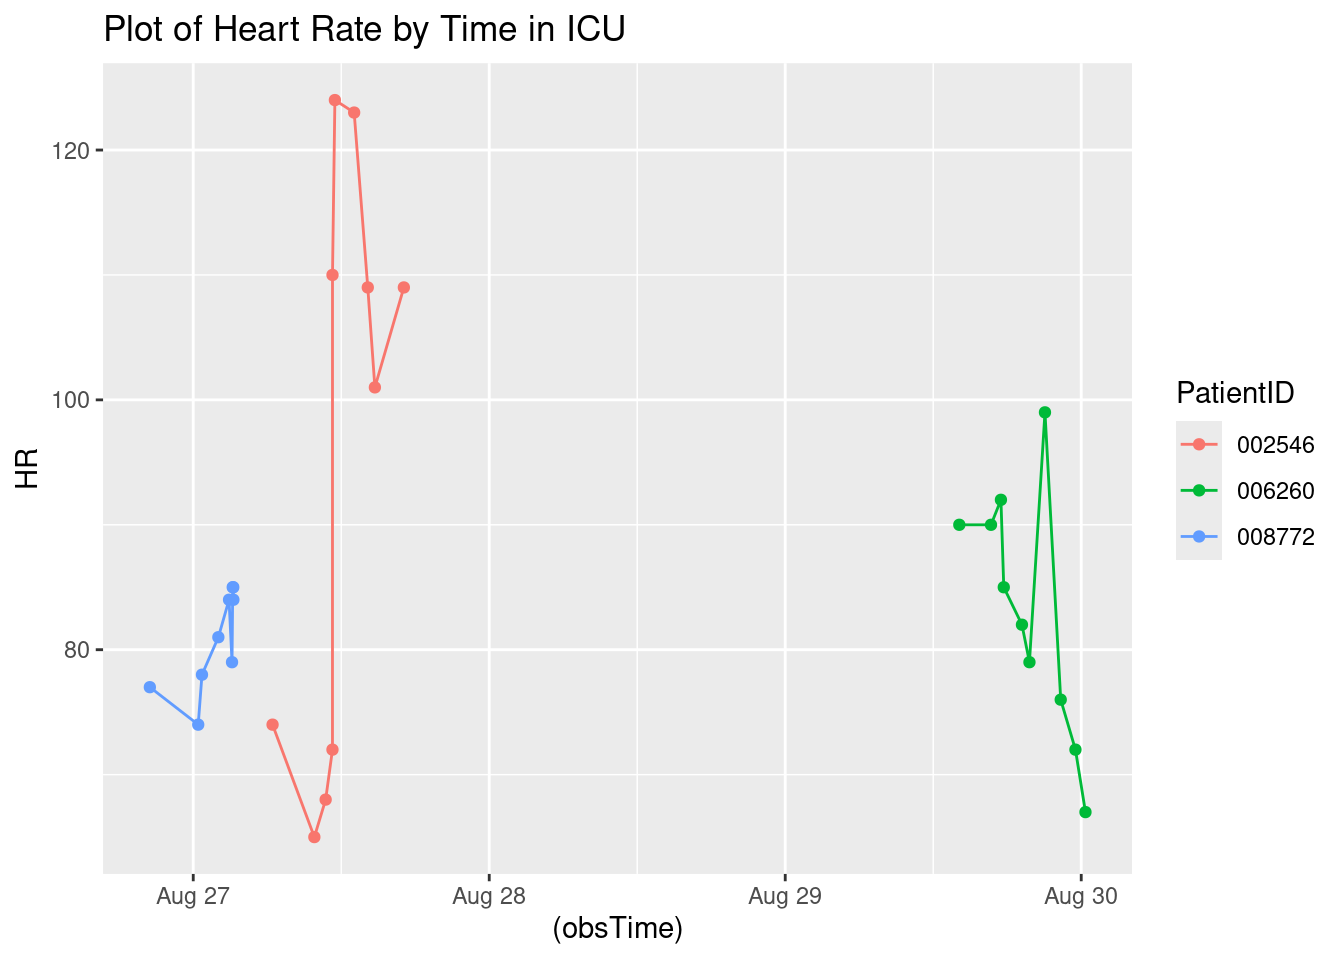 Plot of Heart Rate by Time in ICU
120
100
80
HR
Aug 27
Aug 28
Aug 29
Aug 30
(obsTime)
PatientID
002546
006260
008772